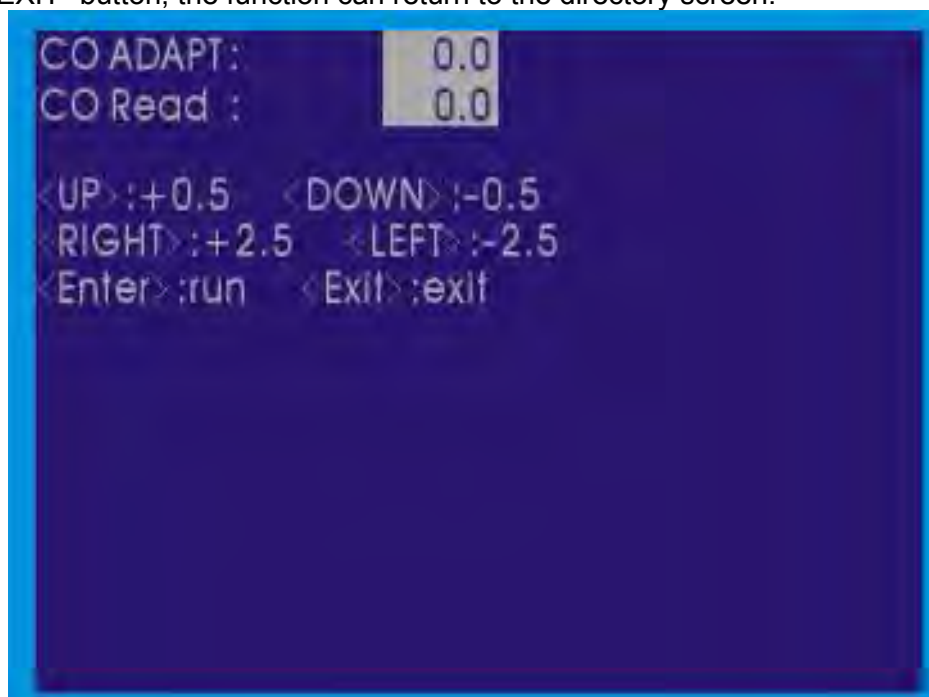 EXIT" button, the function can return to the directory screen.
CO ADAPT: 0.0
CO Read : 0.0
<UP>:+0.5 <DOWN>:-0.5
<RIGHT>:+2.5 <LEFT>:-2.5
<Enter>:run <Exit>:exit